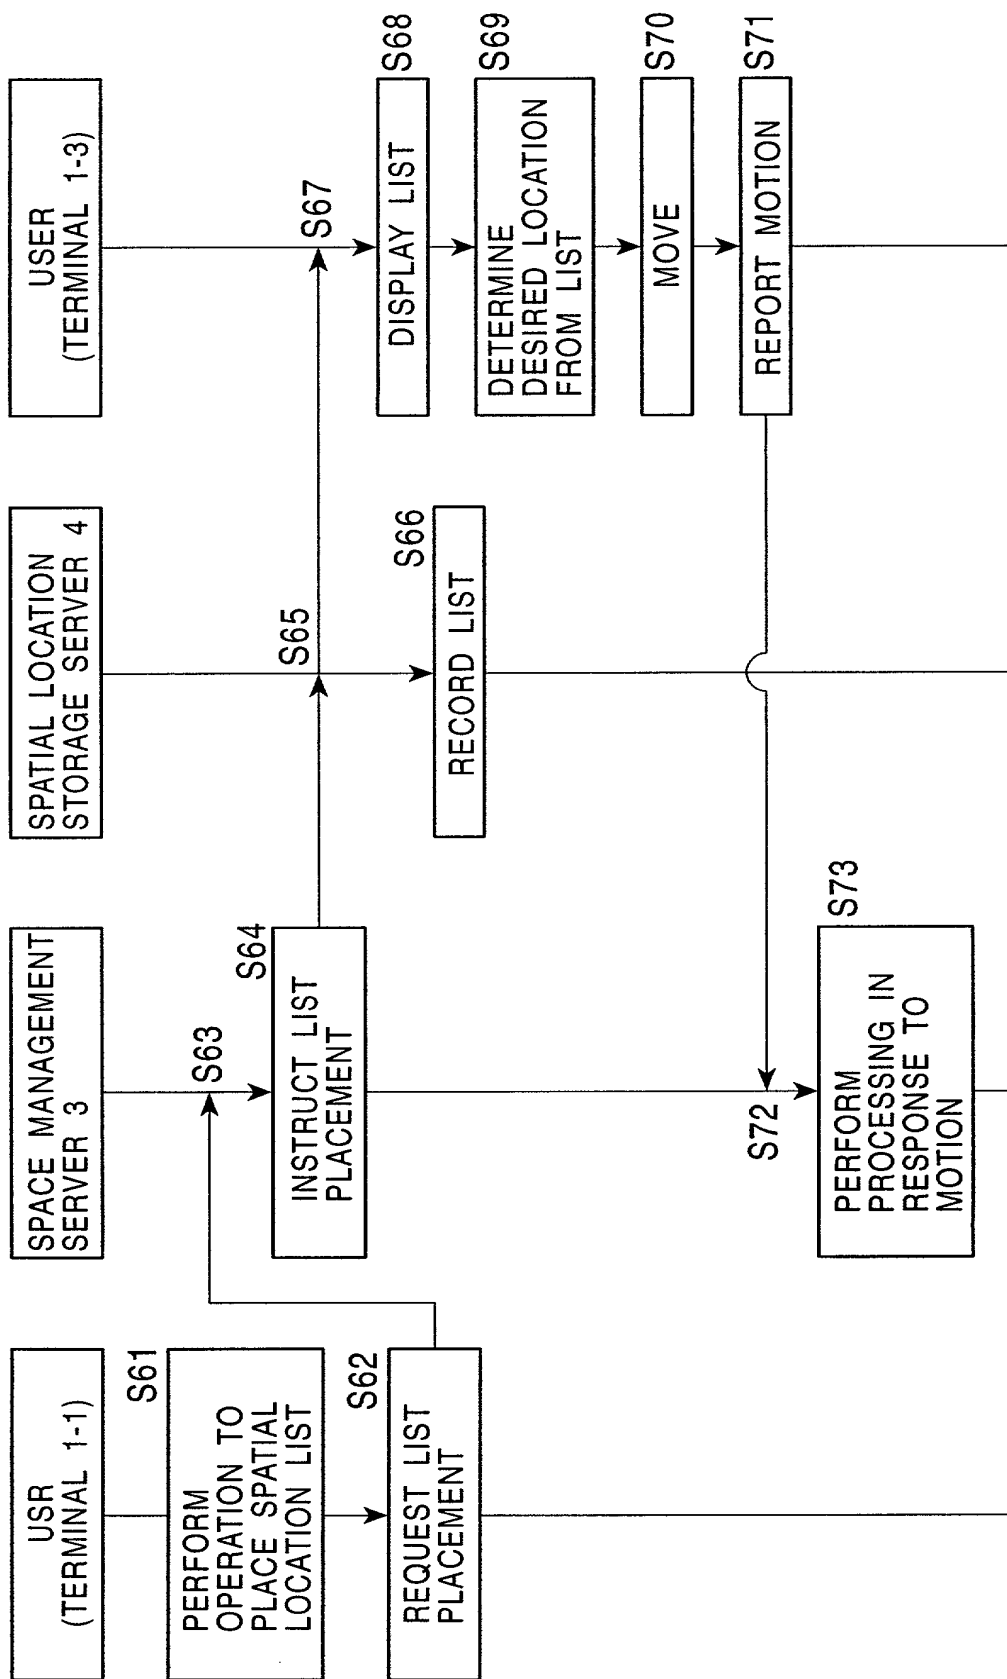 USR
(TERMINAL 1-1)
S61
PERFORM
OPERATION TO
PLACE SPATIAL
LOCATION LIST
S62
REQUEST LIST
PLACEMENT
SPACE MANAGEMENT
SERVER 3
S63
S64
INSTRUCT LIST
PLACEMENT
S72
S73
PERFORM
PROCESSING IN
RESPONSE TO
MOTION
SPATIAL LOCATION
STORAGE SERVER 4
S65
S66
RECORD LIST
USER
(TERMINAL 1-3)
S67
S68
DISPLAY LIST
S69
DETERMINE
DESIRED LOCATION
FROM LIST
S70
MOVE
S71
REPORT MOTION